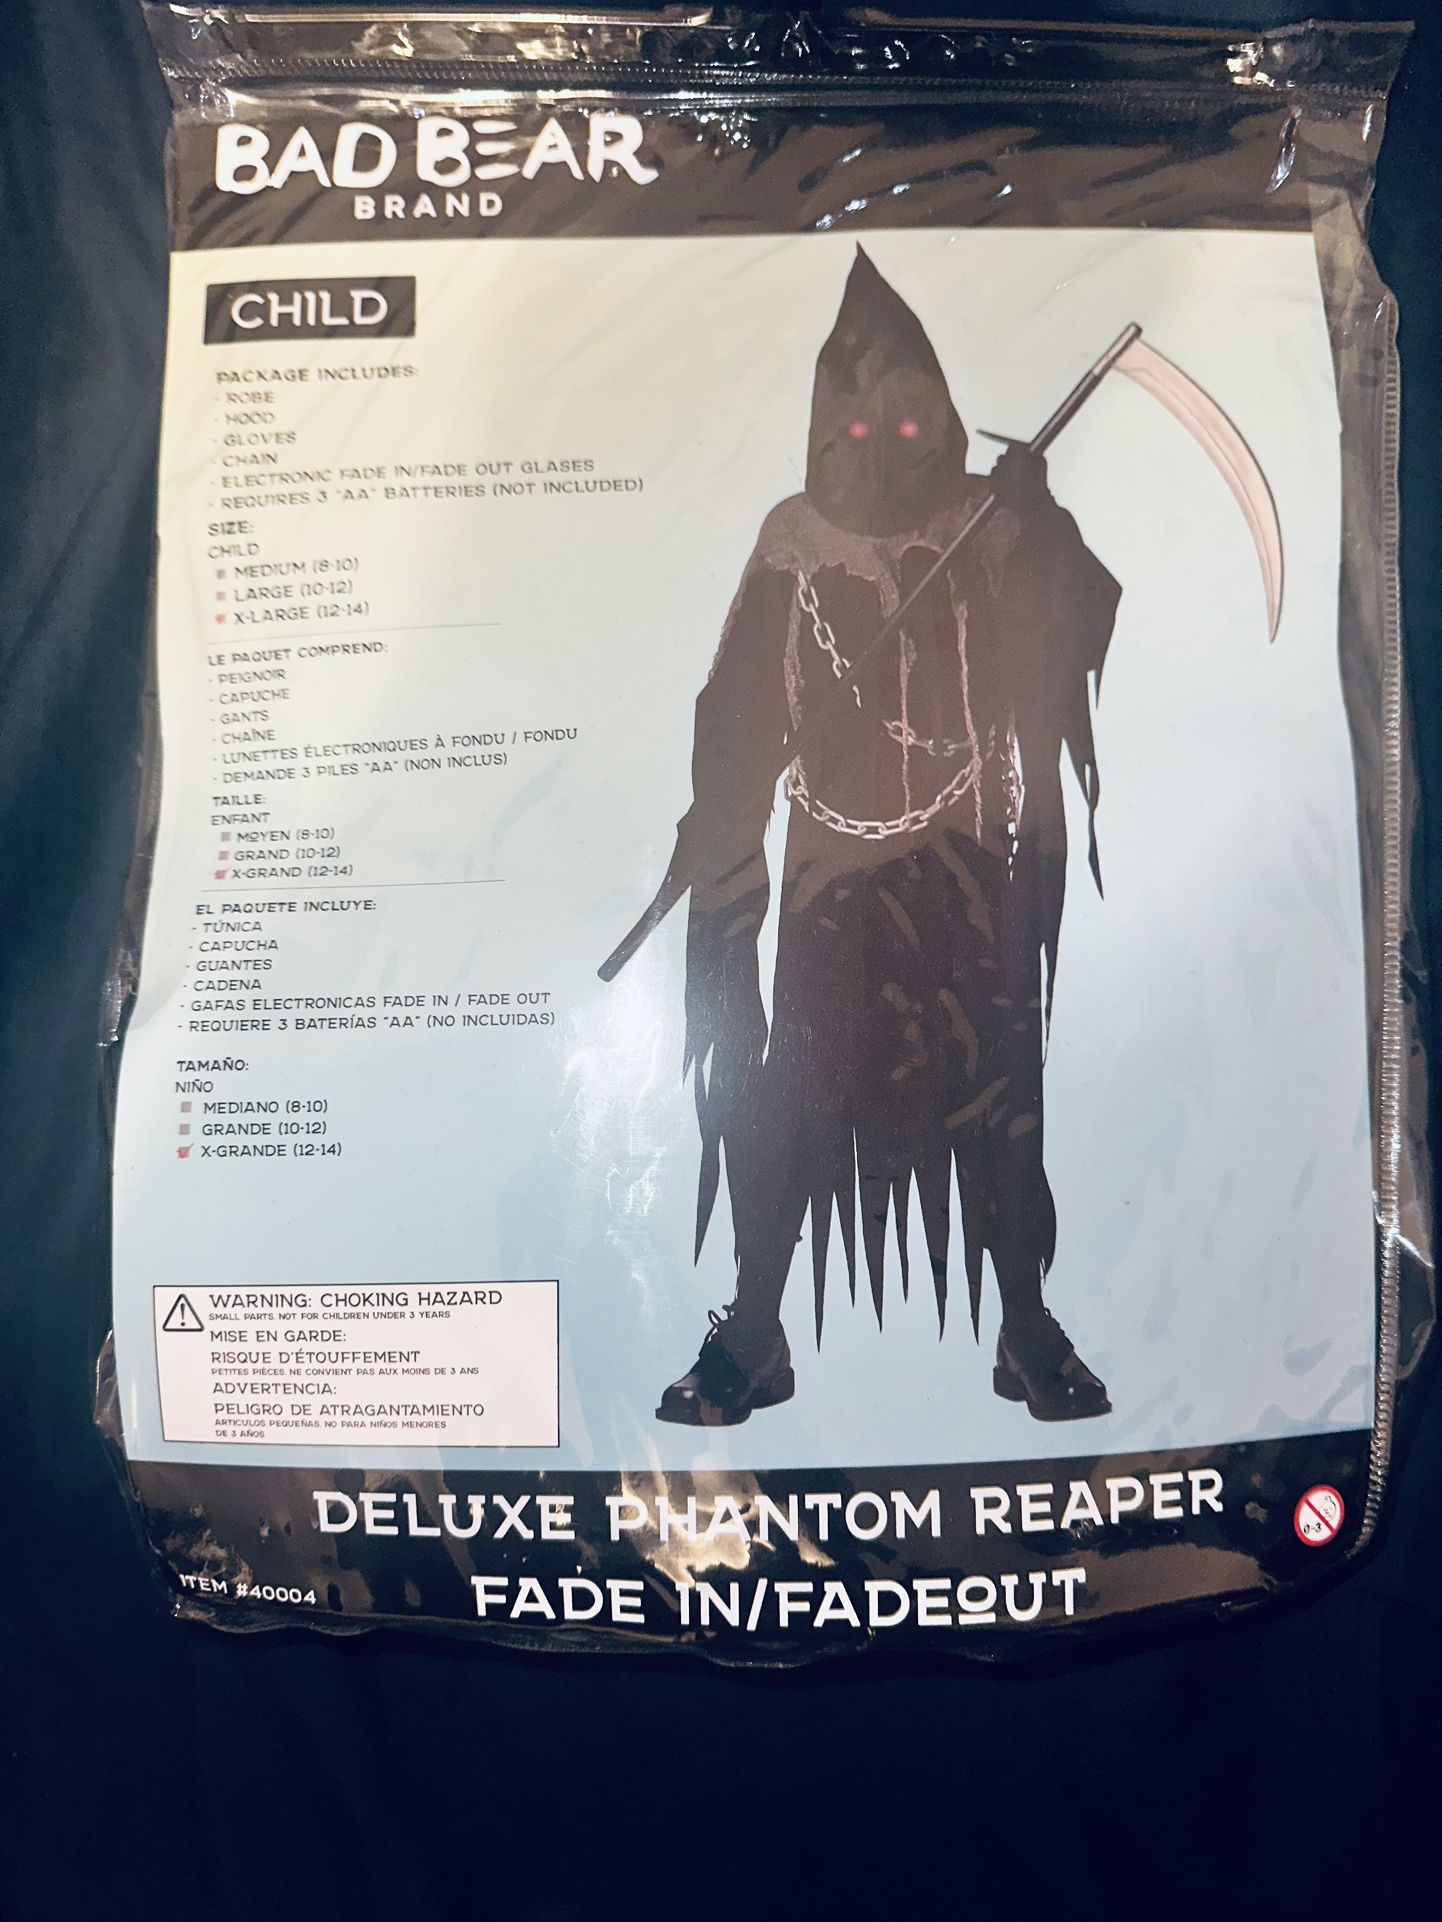 BAD BEAR
BRAND
CHILD
PACKAGE INCLUDES:
- ROBE
- HOOD
- GLOVES
- CHAIN
- ELECTRONIC FADE IN/FADE OUT GLASES
- REQUIRES 3 "AA" BATTERIES (NOT INCLUDED)
SIZE:
CHILD
MEDIUM (8-10)
LARGE (10-12)
X-LARGE (12-14)
LE PAQUET COMPREND:
- PEIGNOIR
- CAPUCHE
- GANTS
- CHAÎNE
- LUNETTES ÉLECTRONIQUES À FONDU / FONDU
- DEMANDE 3 PILES "AA" (NON INCLUS)
TAILLE:
ENFANT
MOYEN (8-10)
GRAND (10-12)
X-GRAND (12-14)
EL PAQUETE INCLUYE:
- TÚNICA
- CAPUCHA
- GUANTES
- CADENA
- GAFAS ELECTRONICAS FADE IN / FADE OUT
- REQUIERE 3 BATERÍAS "AA" (NO INCLUIDAS)
TAMAÑO:
NIÑO
MEDIANO (8-10)
GRANDE (10-12)
X-GRANDE (12-14)
WARNING: CHOKING HAZARD
SMALL PARTS. NOT FOR CHILDREN UNDER 3 YEARS
MISE EN GARDE:
RISQUE D'ÉTOUFFEMENT
PETITES PIÈCES. NE CONVIENT PAS AUX MOINS DE 3 ANS
ADVERTENCIA:
PELIGRO DE ATRAGANTAMIENTO
ARTICULOS PEQUEÑAS. NO PARA NIÑOS MENORES
DE 3 AÑOS
DELUXE PHANTOM REAPER
0-3
FADE IN/FADEOUT
ITEM #40004